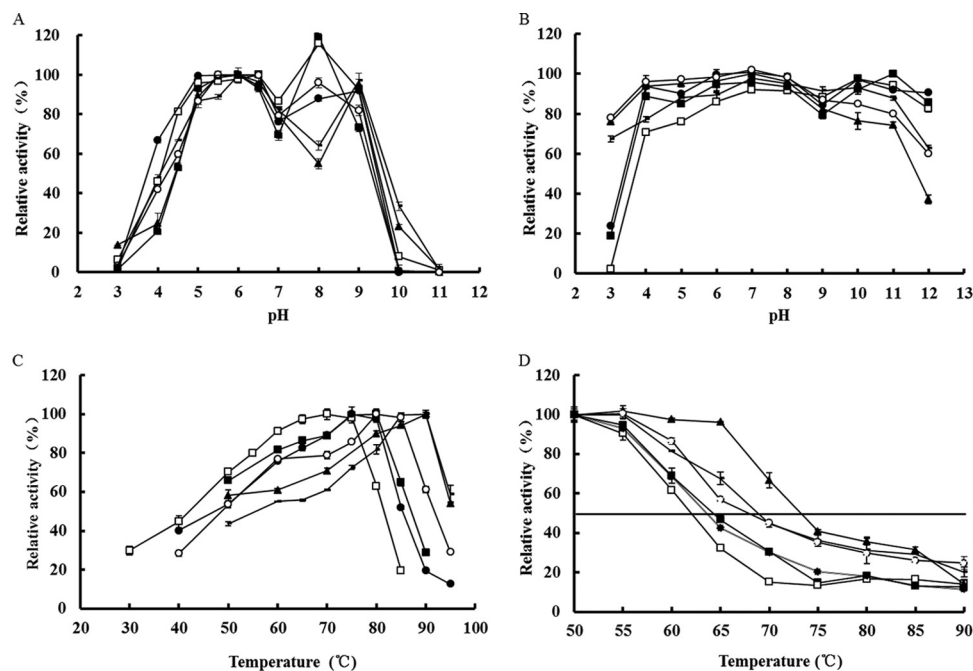 A
Relative activity (%)
120
100
80
60
40
20
0
2 3 4 5 6 7 8 9 10 11 12
pH
B
Relative activity (%)
120
100
80
60
40
20
0
2 3 4 5 6 7 8 9 10 11 12 13
pH
C
Relative activity (%)
120
100
80
60
40
20
0
20 30 40 50 60 70 80 90 100
Temperature (℃)
D
Relative activity (%)
120
100
80
60
40
20
0
50 55 60 65 70 75 80 85 90
Temperature (℃)